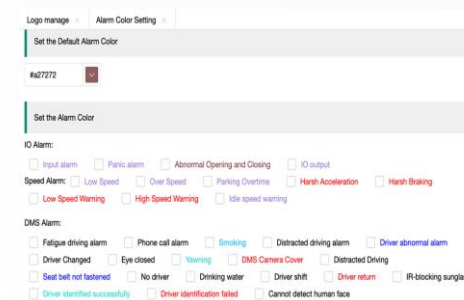 Logo manage × Alarm Color Setting ×
Set the Default Alarm Color
#a27272
Set the Alarm Color
IO Alarm:
Input alarm Panic alarm Abnormal Opening and Closing IO output
Speed Alarm: Low Speed Over Speed Parking Overtime Harsh Acceleration Harsh Braking
Low Speed Warning High Speed Warning Idle speed warning
DMS Alarm:
Fatigue driving alarm Phone call alarm Smoking Distracted driving alarm Driver abnormal alarm
Driver Changed Eye closed Yawning DMS Camera Cover Distracted Driving
Seat belt not fastened No driver Drinking water Driver shift Driver return IR-blocking sungla
Driver identified successfully Driver identification failed Cannot detect human face